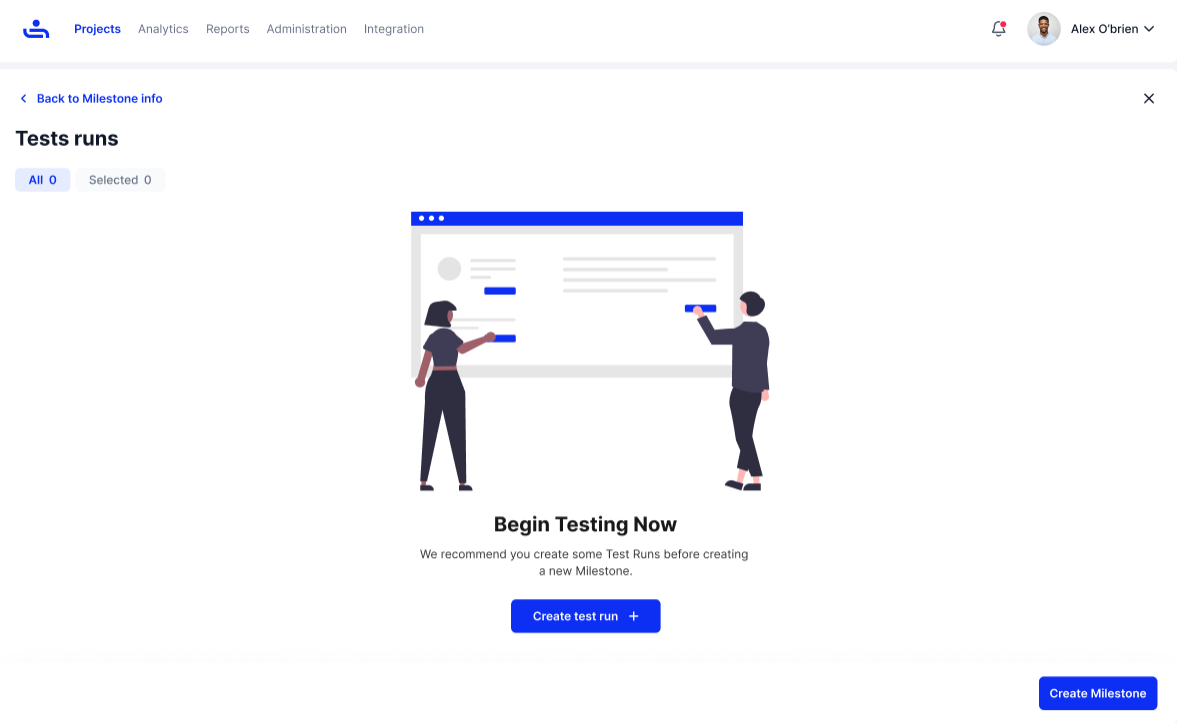 Projects Analytics Reports Administration Integration Alex O'brien
Back to Milestone info
Tests runs
All 0 Selected 0
Begin Testing Now
We recommend you create some Test Runs before creating
a new Milestone.
Create test run +
Create Milestone